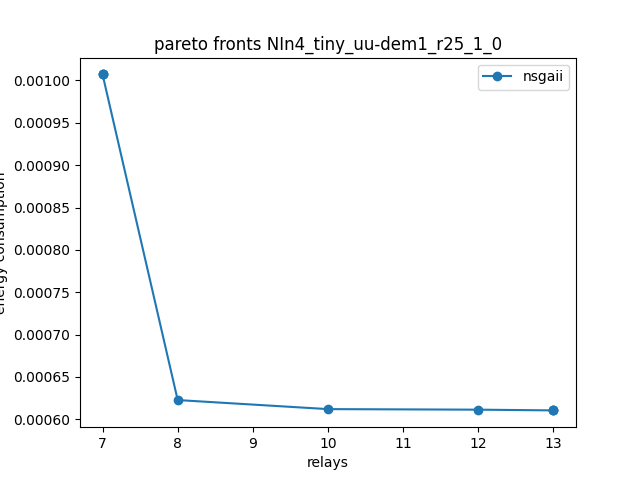 pareto fronts NIn4_tiny_uu-dem1_r25_1_0
nsgaii
0.00100
0.00095
0.00090
0.00085
0.00080
0.00075
0.00070
0.00065
0.00060
energy consumption
7 8 9 10 11 12 13
relays